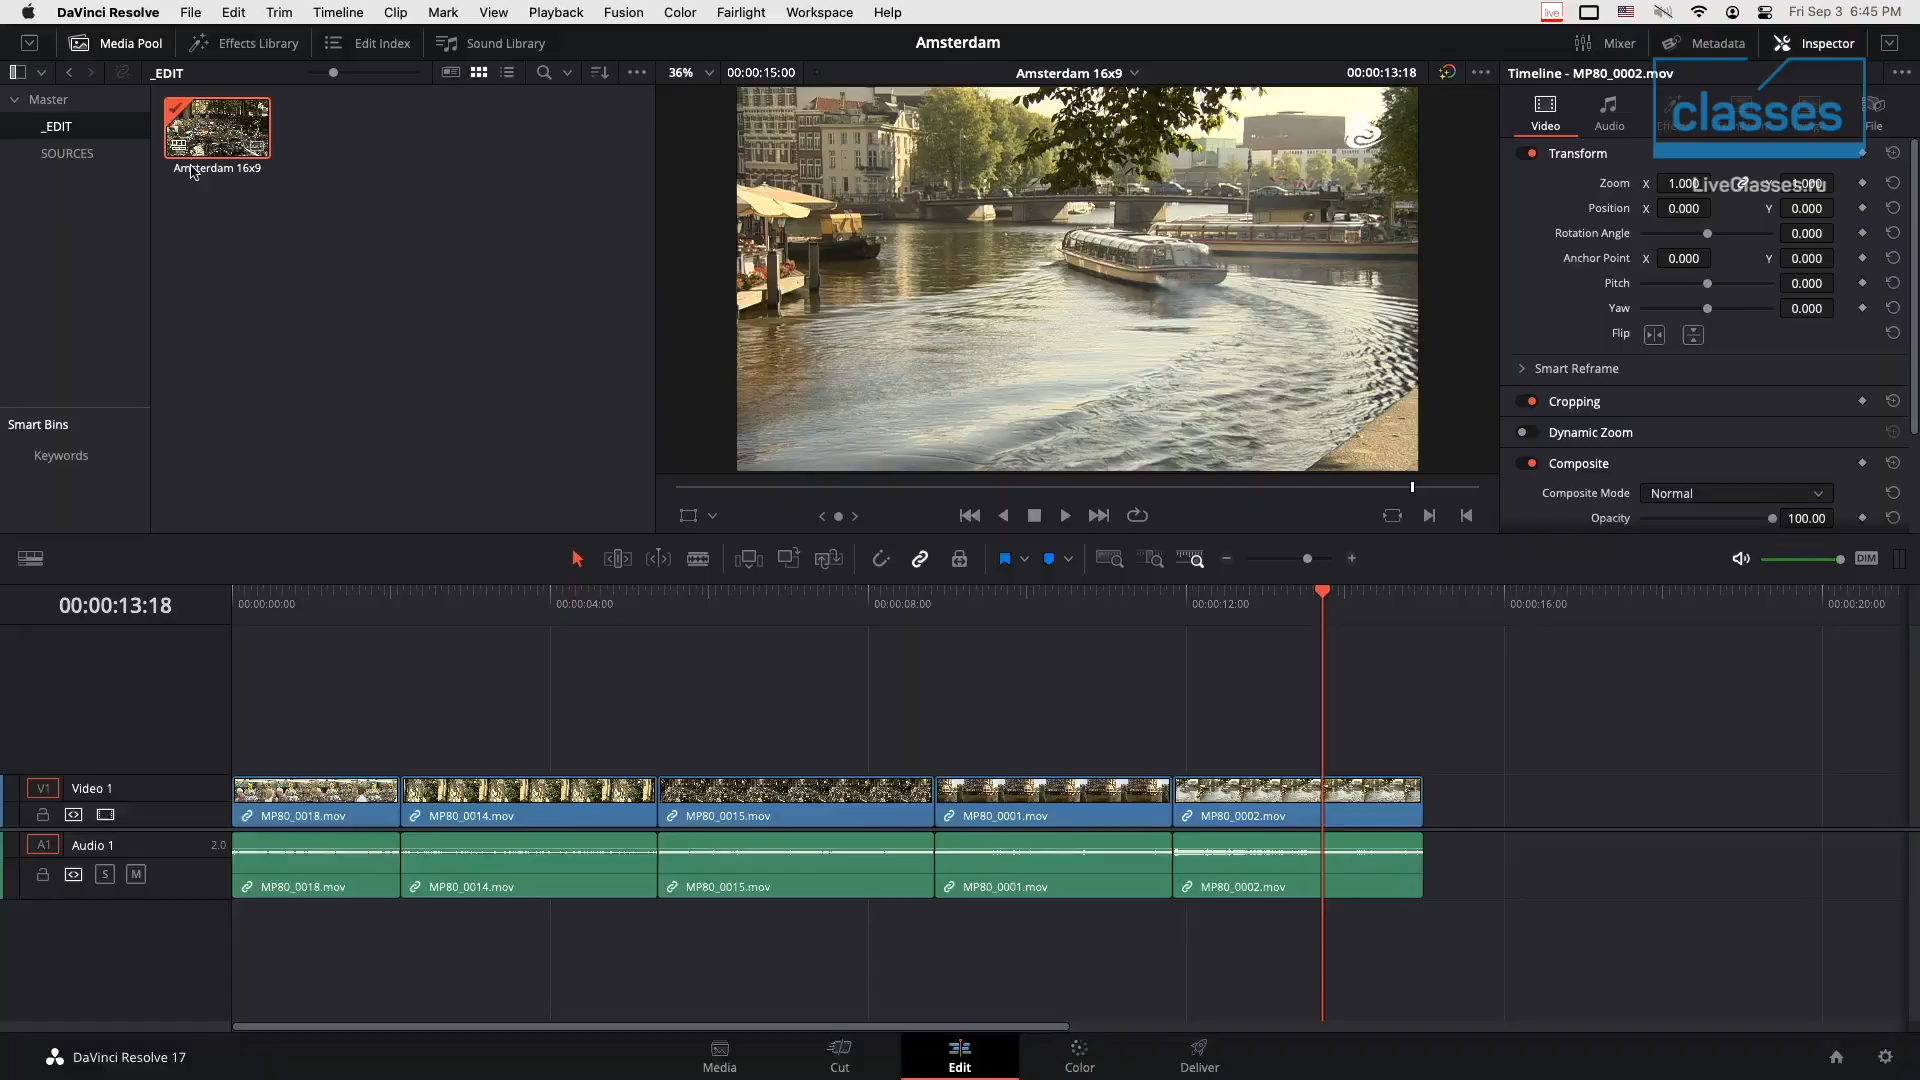 DaVinci Resolve File Edit Trim Timeline Clip Mark View Playback Fusion Color Fairlight Workspace Help live Fri Sep 3 6:45 PM
Media Pool Effects Library Edit Index Sound Library Amsterdam Mixer Metadata Inspector
_EDIT 36% 00:00:15:00 Amsterdam 16x9 00:00:13:18 Timeline - MP80_0002.mov
Master
_EDIT
SOURCES
Amsterdam 16x9
Smart Bins
Keywords
classes
LiveClasses.ru
Video Audio File
Transform
Zoom X 1.000 Y 1.000
Position X 0.000 Y 0.000
Rotation Angle 0.000
Anchor Point X 0.000 Y 0.000
Pitch 0.000
Yaw 0.000
Flip
Smart Reframe
Cropping
Dynamic Zoom
Composite
Composite Mode Normal
Opacity 100.00
DIM
00:00:13:18 00:00:00:00 00:00:04:00 00:00:08:00 00:00:12:00 00:00:16:00 00:00:20:00
V1 Video 1
MP80_0018.mov MP80_0014.mov MP80_0015.mov MP80_0001.mov MP80_0002.mov
A1 Audio 1 2.0
S M
MP80_0018.mov MP80_0014.mov MP80_0015.mov MP80_0001.mov MP80_0002.mov
DaVinci Resolve 17 Media Cut Edit Color Deliver